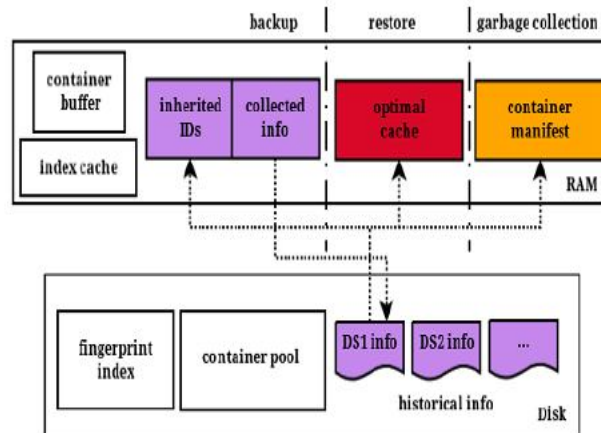 backup
restore
garbage collection
container
buffer
index cache
inherited
IDs
collected
info
optimal
cache
container
manifest
RAM
fingerprint
index
container pool
DS1 info
DS2 info
...
historical info
Disk